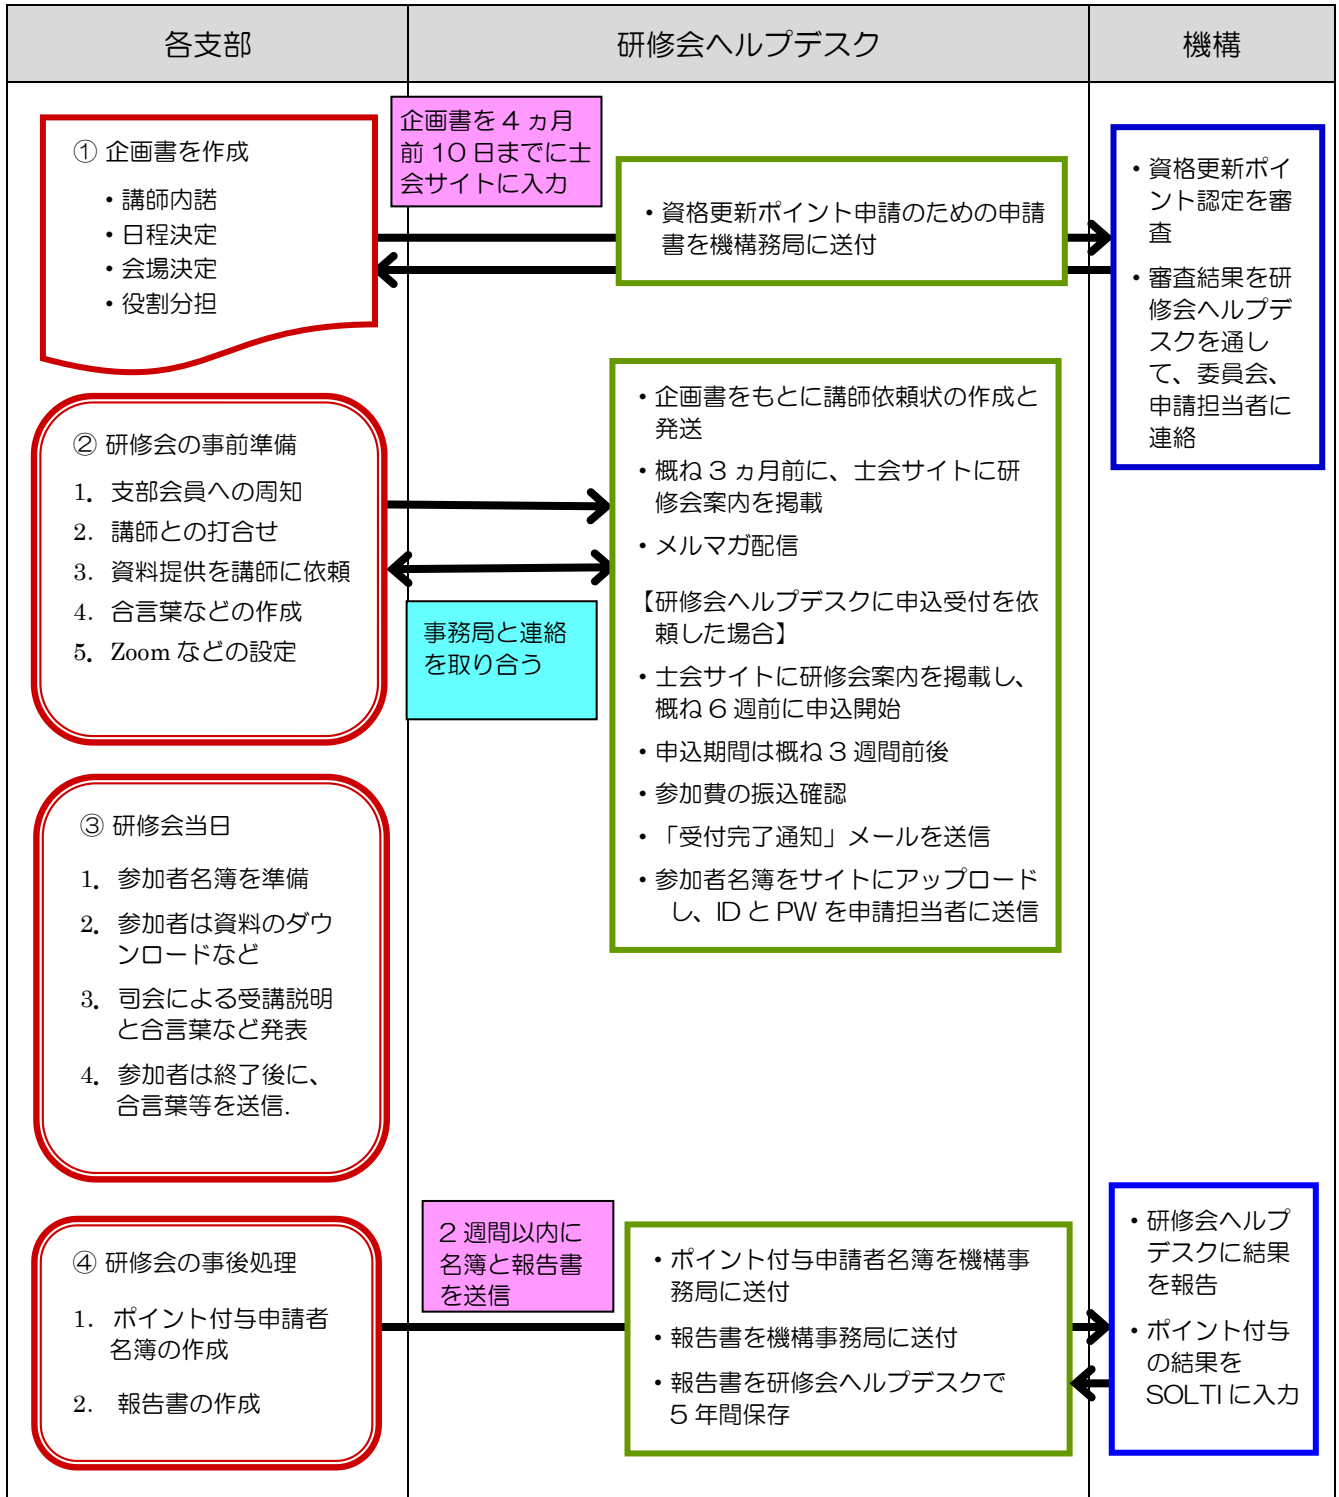 各支部
研修会ヘルプデスク
機構
① 企画書を作成
・講師内諾
・日程決定
・会場決定
・役割分担
企画書を4ヵ月
前10日までに士
会サイトに入力
・資格更新ポイント申請のための申請
書を機構務局に送付
・資格更新ポイ
ント認定を審
査
・審査結果を研
修会ヘルプデ
スクを通し
て、委員会、
申請担当者に
連絡
② 研修会の事前準備
1. 支部会員への周知
2. 講師との打合せ
3. 資料提供を講師に依頼
4. 合言葉などの作成
5. Zoomなどの設定
事務局と連絡
を取り合う
・企画書をもとに講師依頼状の作成と
発送
・概ね3ヵ月前に、士会サイトに研
修会案内を掲載
・メルマガ配信
【研修会ヘルプデスクに申込受付を依
頼した場合】
・士会サイトに研修会案内を掲載し、
概ね6週前に申込開始
・申込期間は概ね3週間前後
・参加費の振込確認
・「受付完了通知」メールを送信
・参加者名簿をサイトにアップロード
し、IDとPWを申請担当者に送信
③ 研修会当日
1. 参加者名簿を準備
2. 参加者は資料のダウ
ンロードなど
3. 司会による受講説明
と合言葉など発表
4. 参加者は終了後に、
合言葉等を送信.
④ 研修会の事後処理
1. ポイント付与申請者
名簿の作成
2. 報告書の作成
2週間以内に
名簿と報告書
を送信
・ポイント付与申請者名簿を機構事
務局に送付
・報告書を機構事務局に送付
・報告書を研修会ヘルプデスクで
5年間保存
・研修会ヘルプ
デスクに結果
を報告
・ポイント付与
の結果を
SOLTIに入力